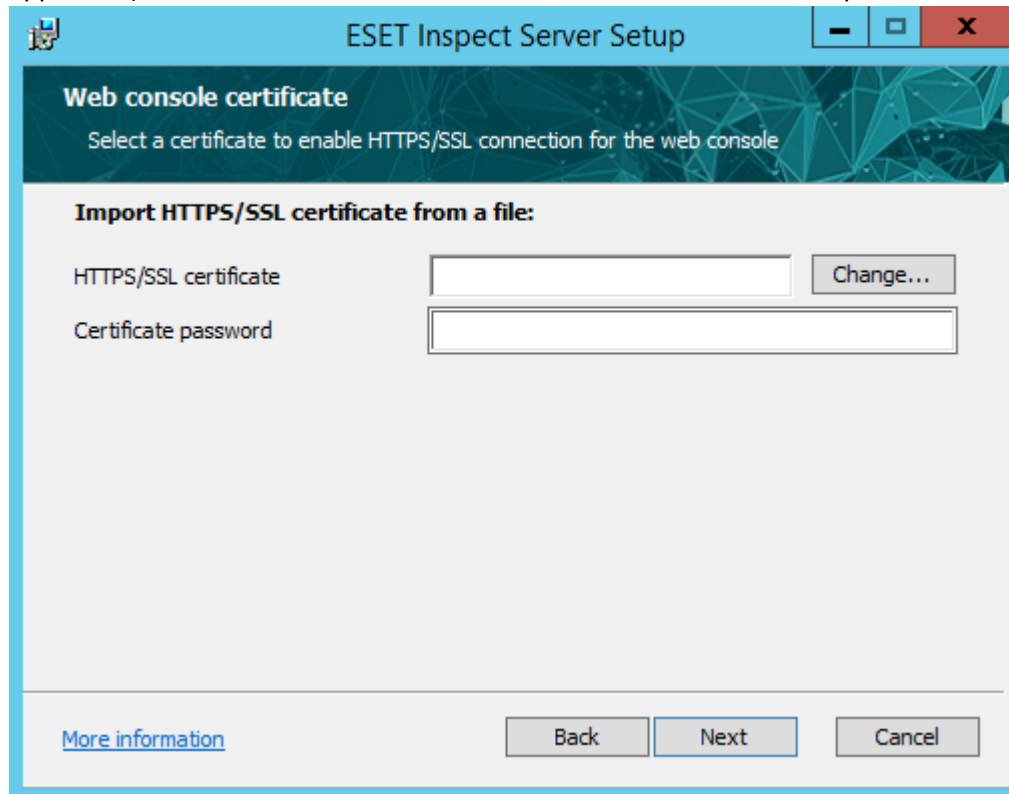 ESET Inspect Server Setup
Web console certificate
Select a certificate to enable HTTPS/SSL connection for the web console
Import HTTPS/SSL certificate from a file:
HTTPS/SSL certificate
Change...
Certificate password
More information
Back
Next
Cancel